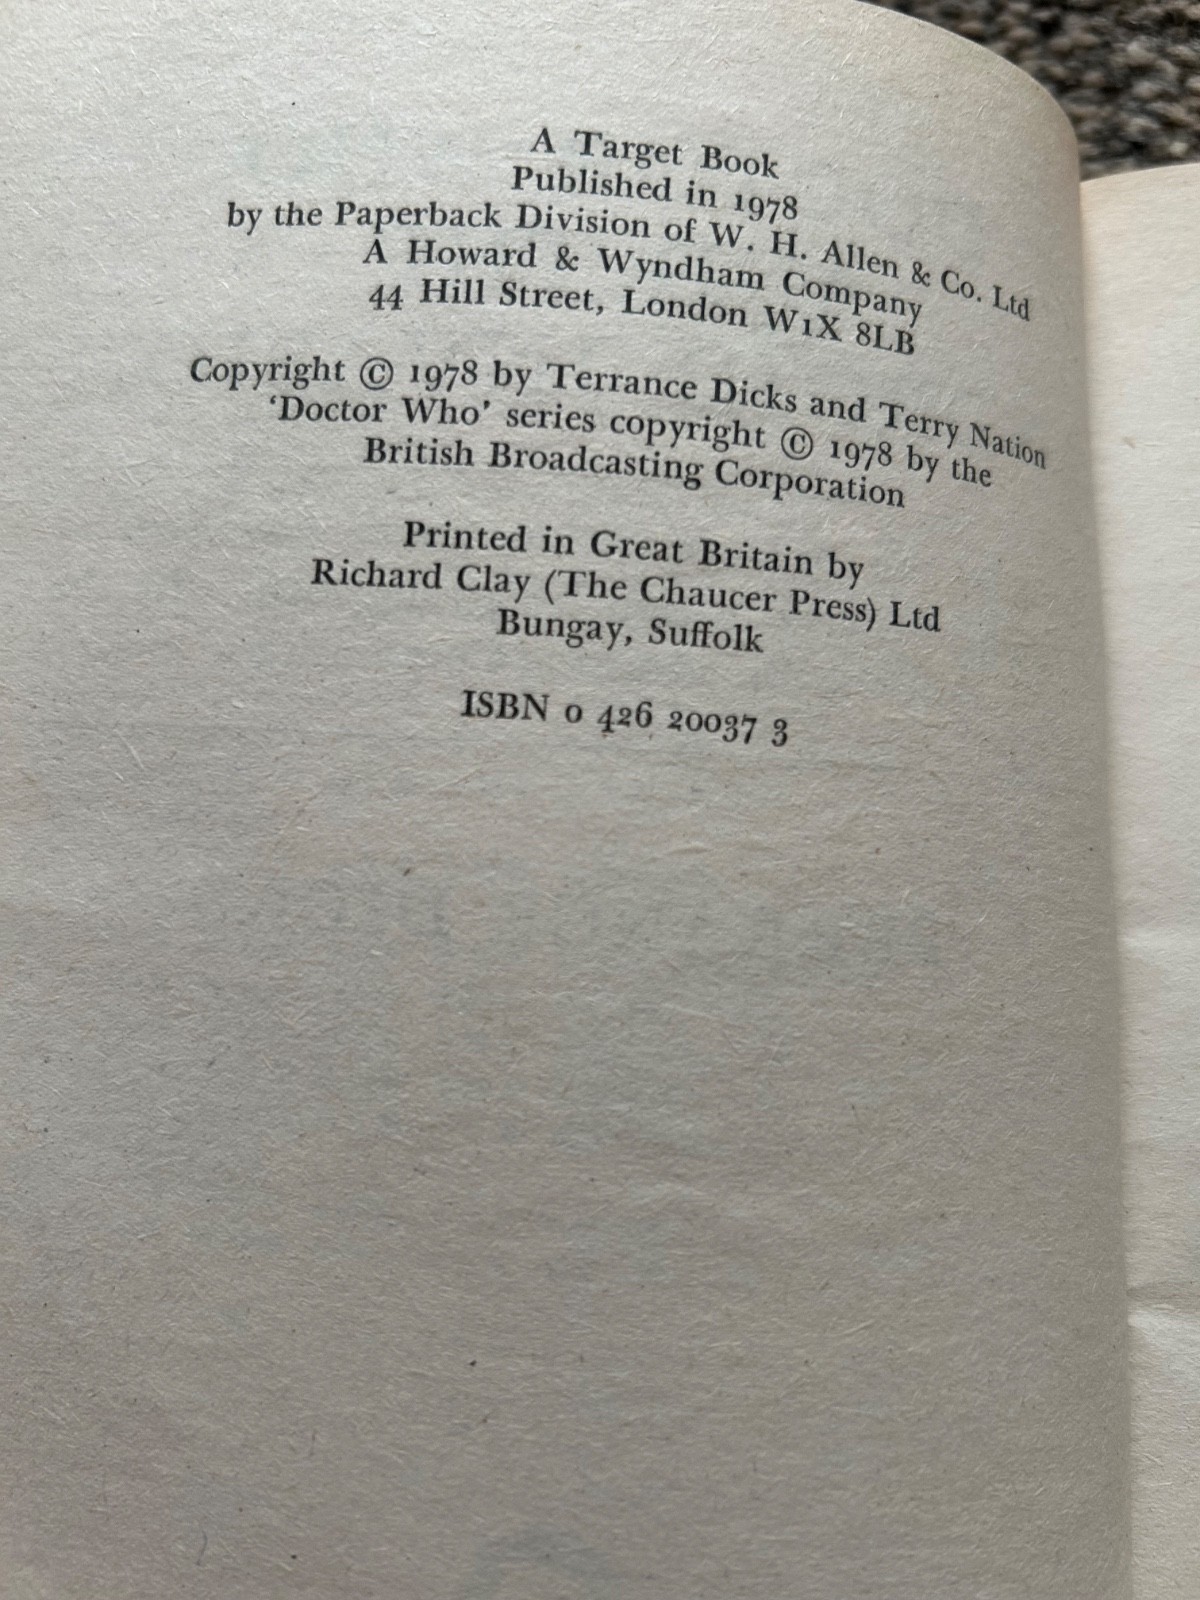 A Target Book
Published in 1978
by the Paperback Division of W. H. Allen & Co. Ltd
A Howard & Wyndham Company
44 Hill Street, London W1X 8LB
Copyright © 1978 by Terrance Dicks and Terry Nation
‘Doctor Who’ series copyright © 1978 by the
British Broadcasting Corporation
Printed in Great Britain by
Richard Clay (The Chaucer Press) Ltd
Bungay, Suffolk
ISBN 0 426 20037 3